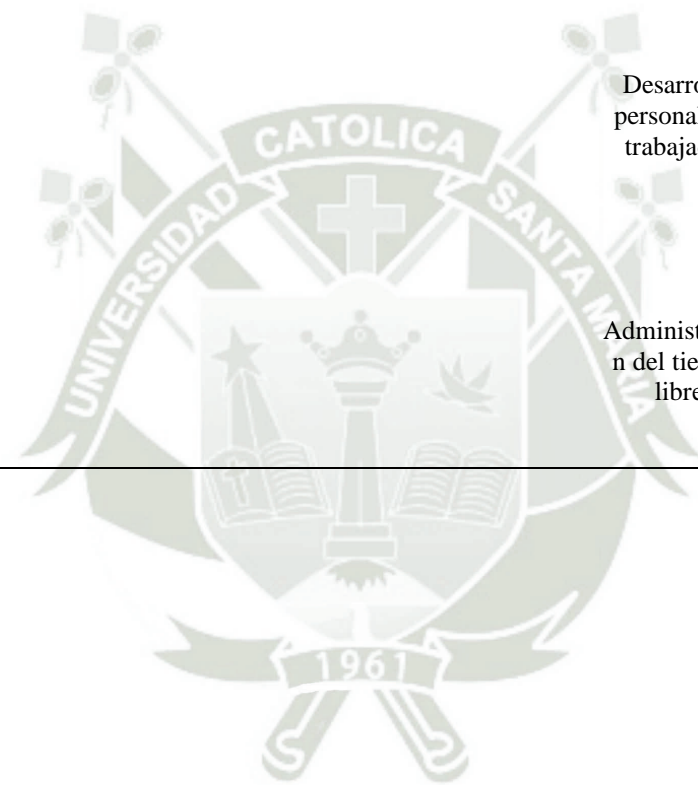 Desarro
personal
trabaja
Administ
n del tie
libre
UNIVERSIDAD CATOLICA SANTA MARIA
1961